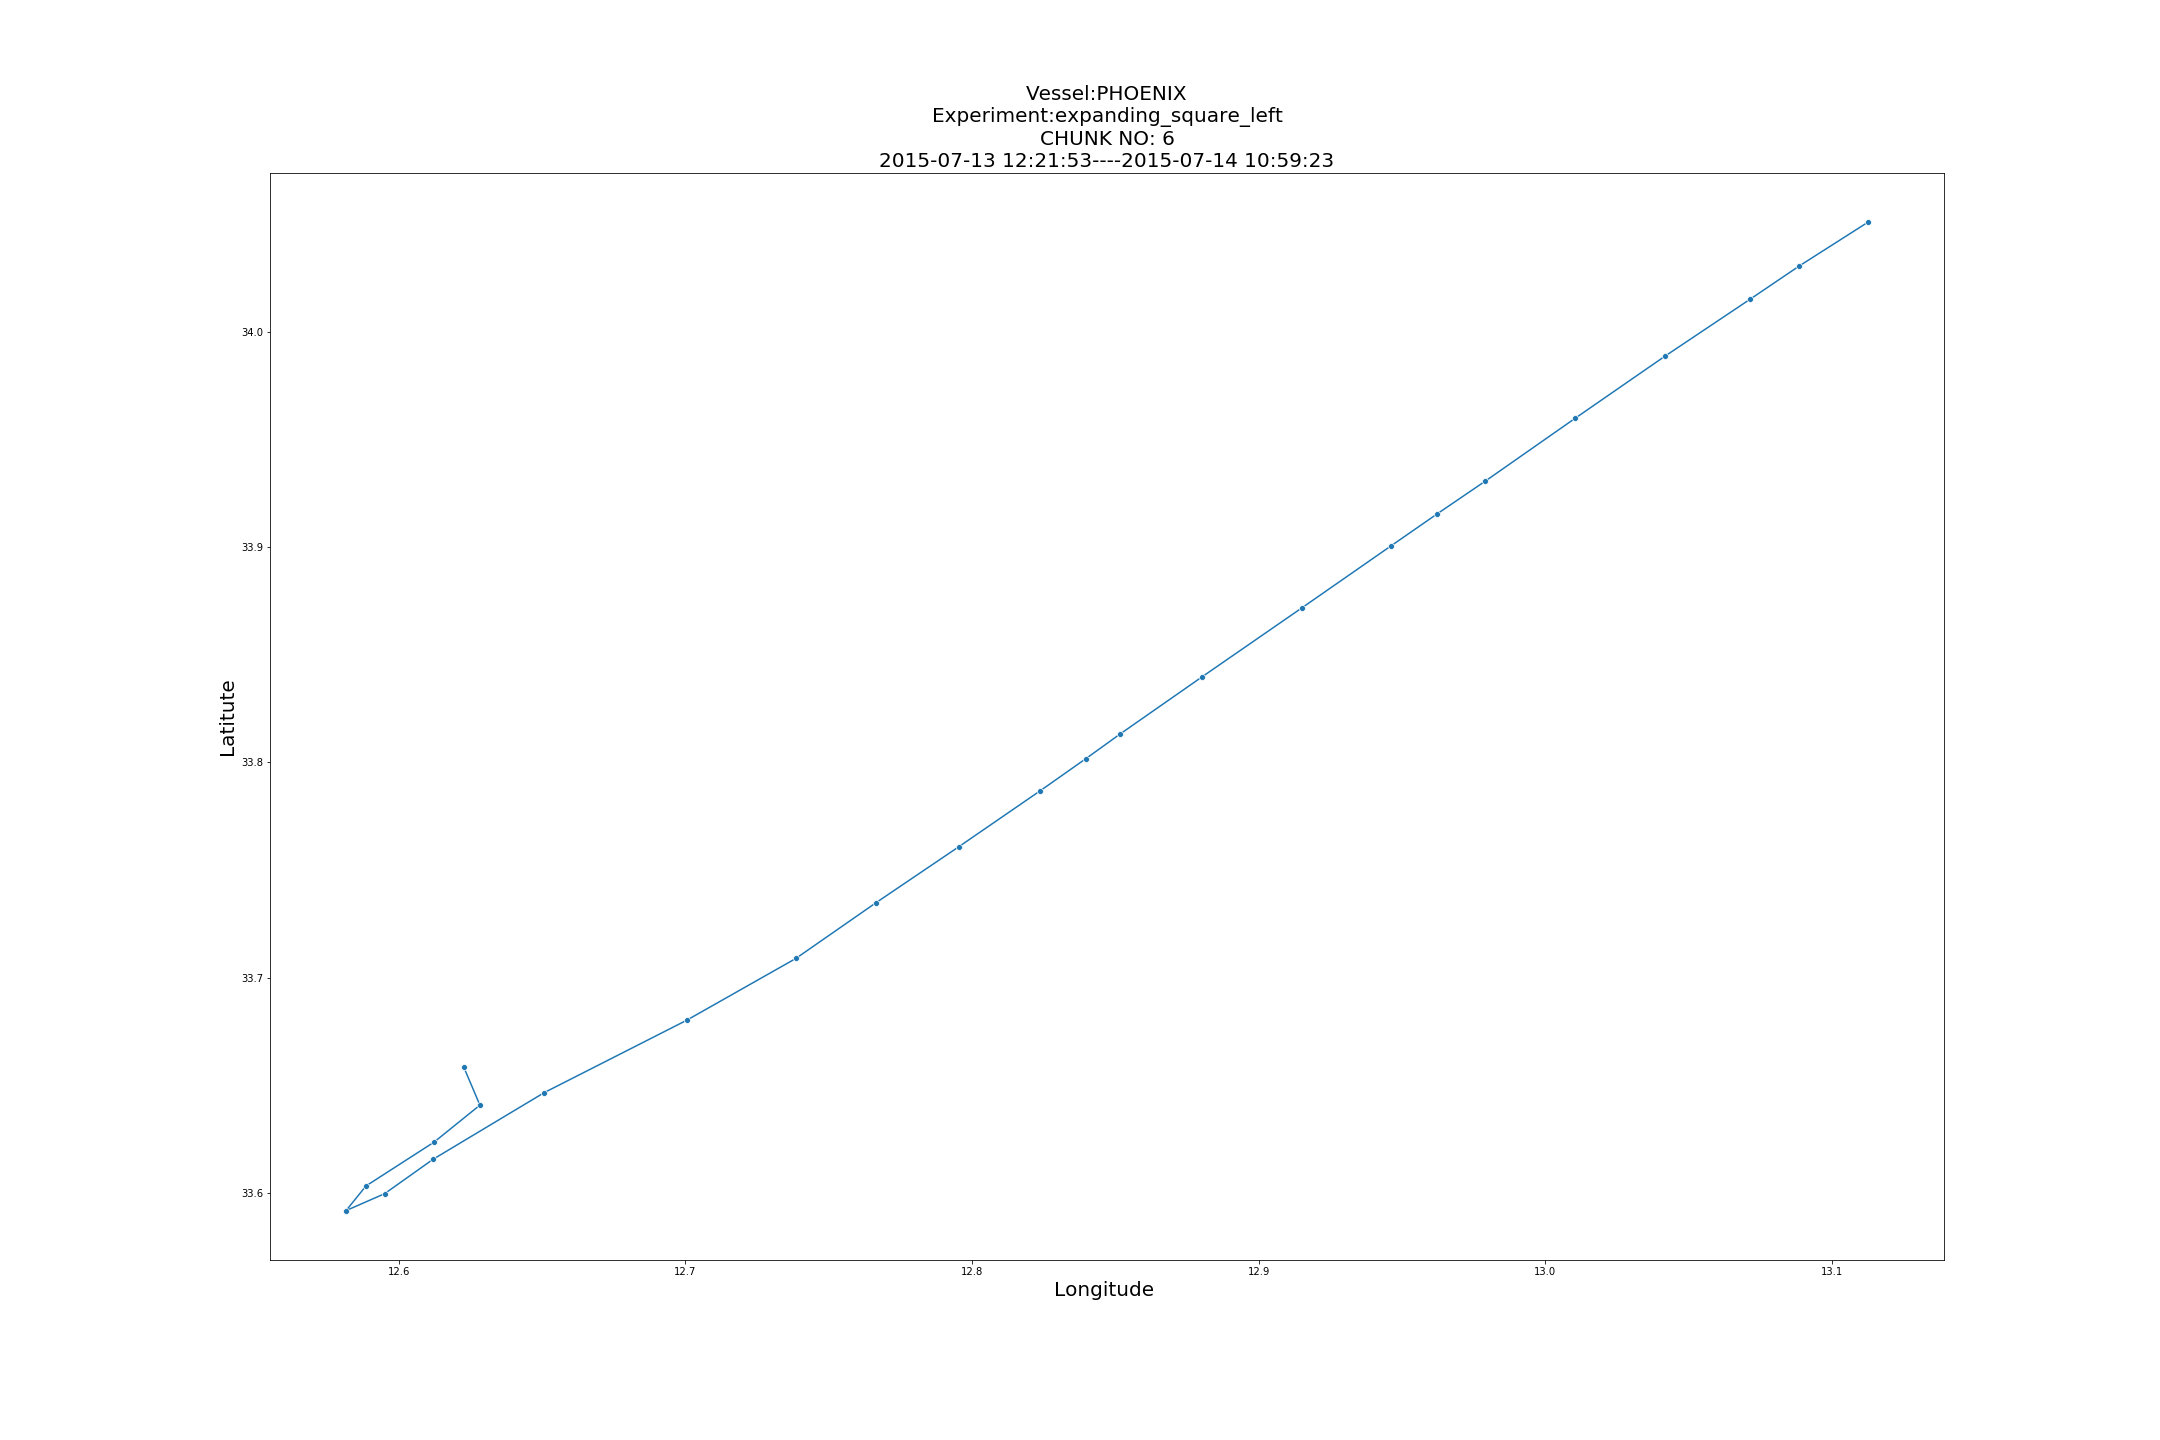 Vessel:PHOENIX
Experiment:expanding_square_left
CHUNK NO: 6
2015-07-13 12:21:53----2015-07-14 10:59:23
34.0
33.9
33.8
33.7
33.6
Latitute
12.6 12.7 12.8 12.9 13.0 13.1
Longitude